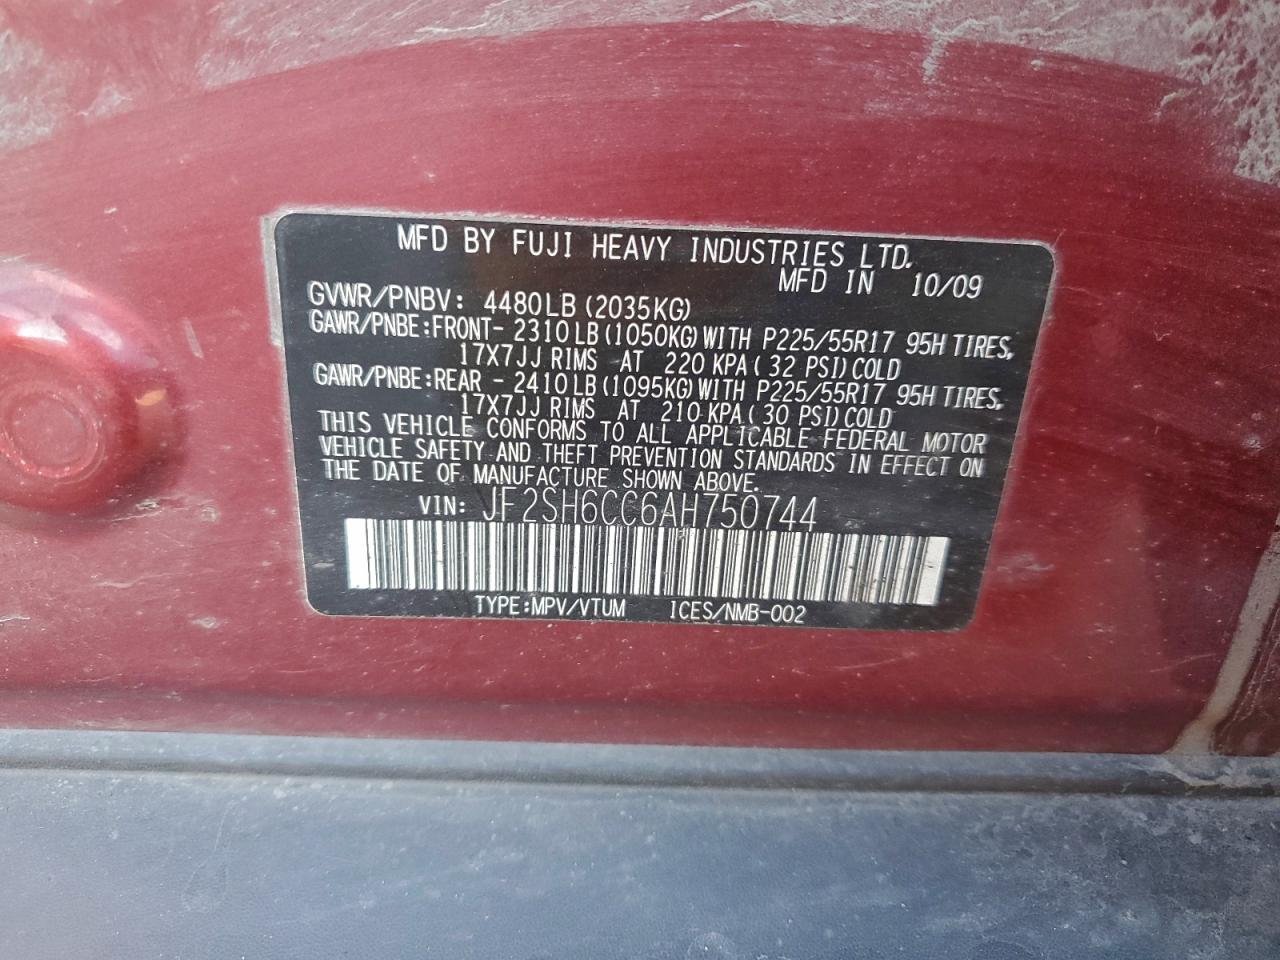 MFD BY FUJI HEAVY INDUSTRIES LTD.
MFD IN 10/09
GVWR/PNBV: 4480LB (2035KG)
GAWR/PNBE:FRONT- 2310LB (1050KG) WITH P225/55R17 95H TIRES,
17X7JJ RIMS AT 220 KPA( 32 PSI) COLD
GAWR/PNBE:REAR - 2410LB (1095KG) WITH P225/55R17 95H TIRES,
17X7JJ RIMS AT 210 KPA( 30 PSI) COLD
THIS VEHICLE CONFORMS TO ALL APPLICABLE FEDERAL MOTOR
VEHICLE SAFETY AND THEFT PREVENTION STANDARDS IN EFFECT ON
THE DATE OF MANUFACTURE SHOWN ABOVE.
VIN: JF2SH6CC6AH750744
TYPE:MPV/VTUM ICES/NMB-002